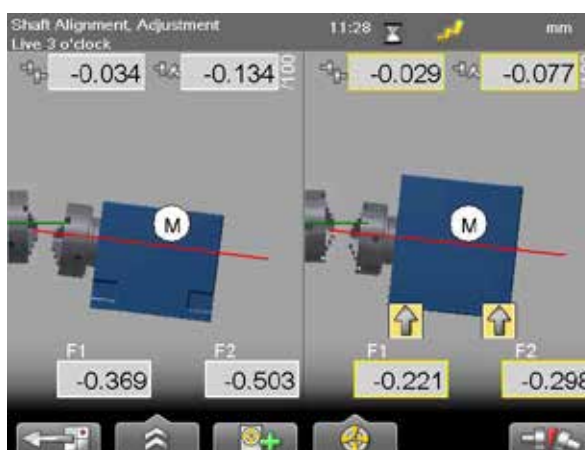 Shaft Alignment, Adjustment 11:28 mm
Live 3 o'clock
-0.034 -0.134 /100 -0.029 -0.077
M M
F1 F2 F1 F2
-0.369 -0.503 -0.221 -0.298